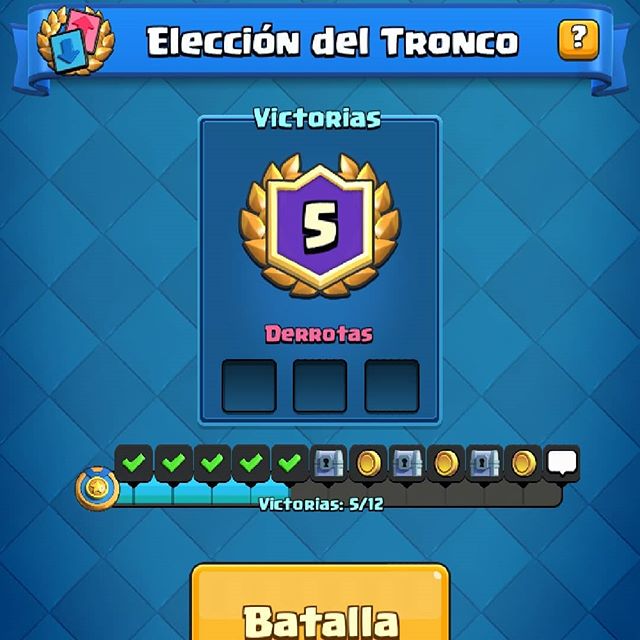 Elección del Tronco
?
Victorias
5
Derrotas
Victorias: 5/12
Batalla